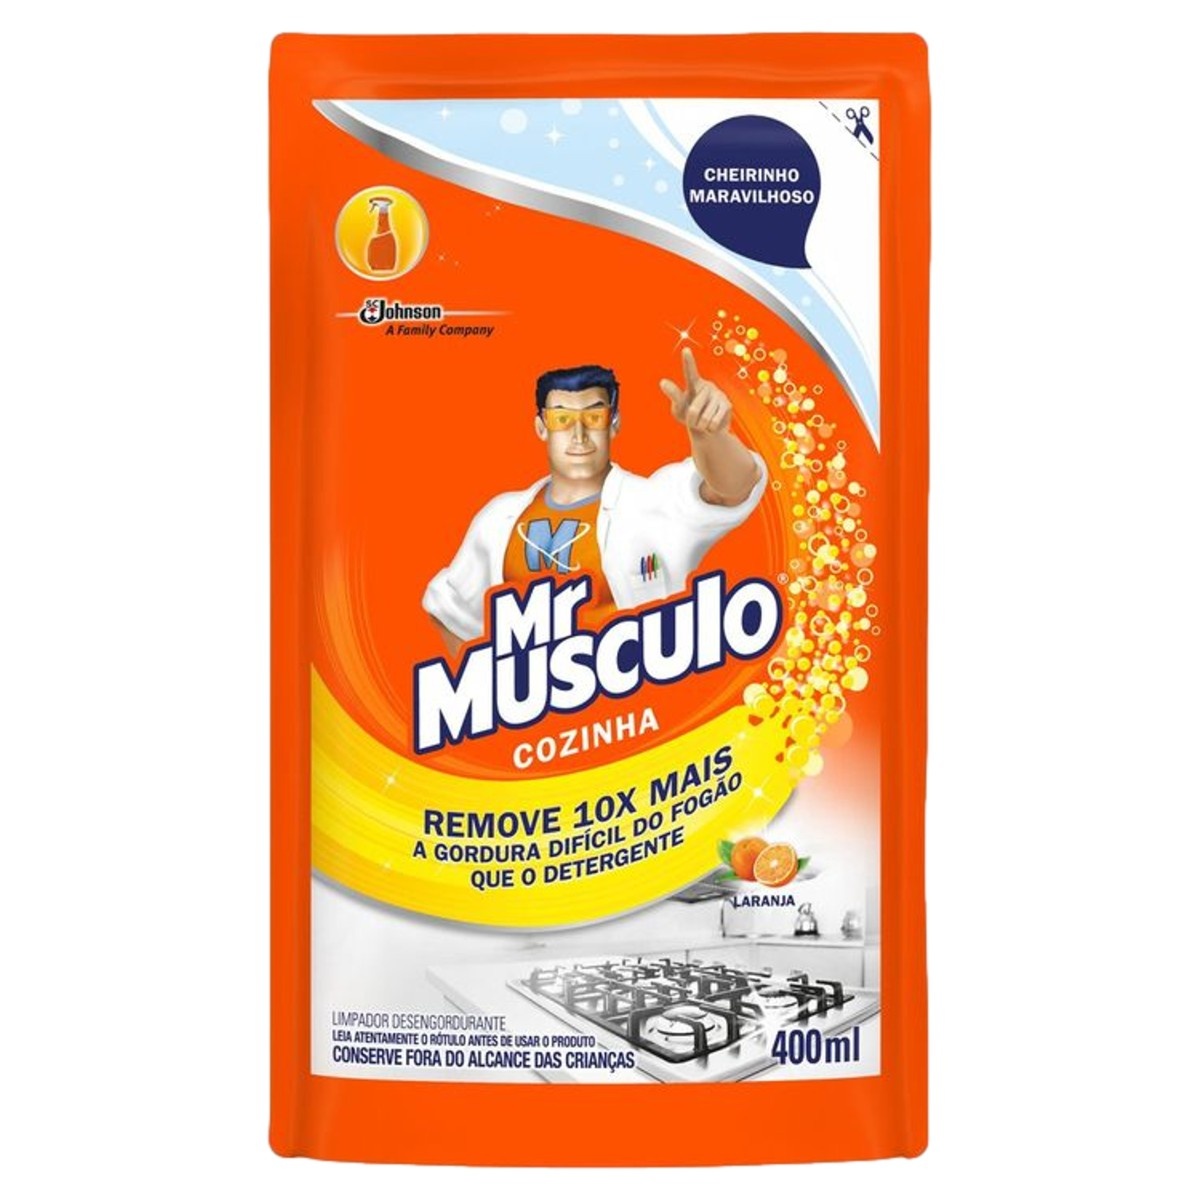 CHEIRINHO
MARAVILHOSO
SC Johnson
A Family Company
M
Mr
MUSCULO®
COZINHA
REMOVE 10X MAIS
A GORDURA DIFÍCIL DO FOGÃO
QUE O DETERGENTE
LARANJA
LIMPADOR DESENGORDURANTE
LEIA ATENTAMENTE O RÓTULO ANTES DE USAR O PRODUTO
CONSERVE FORA DO ALCANCE DAS CRIANÇAS
400ml